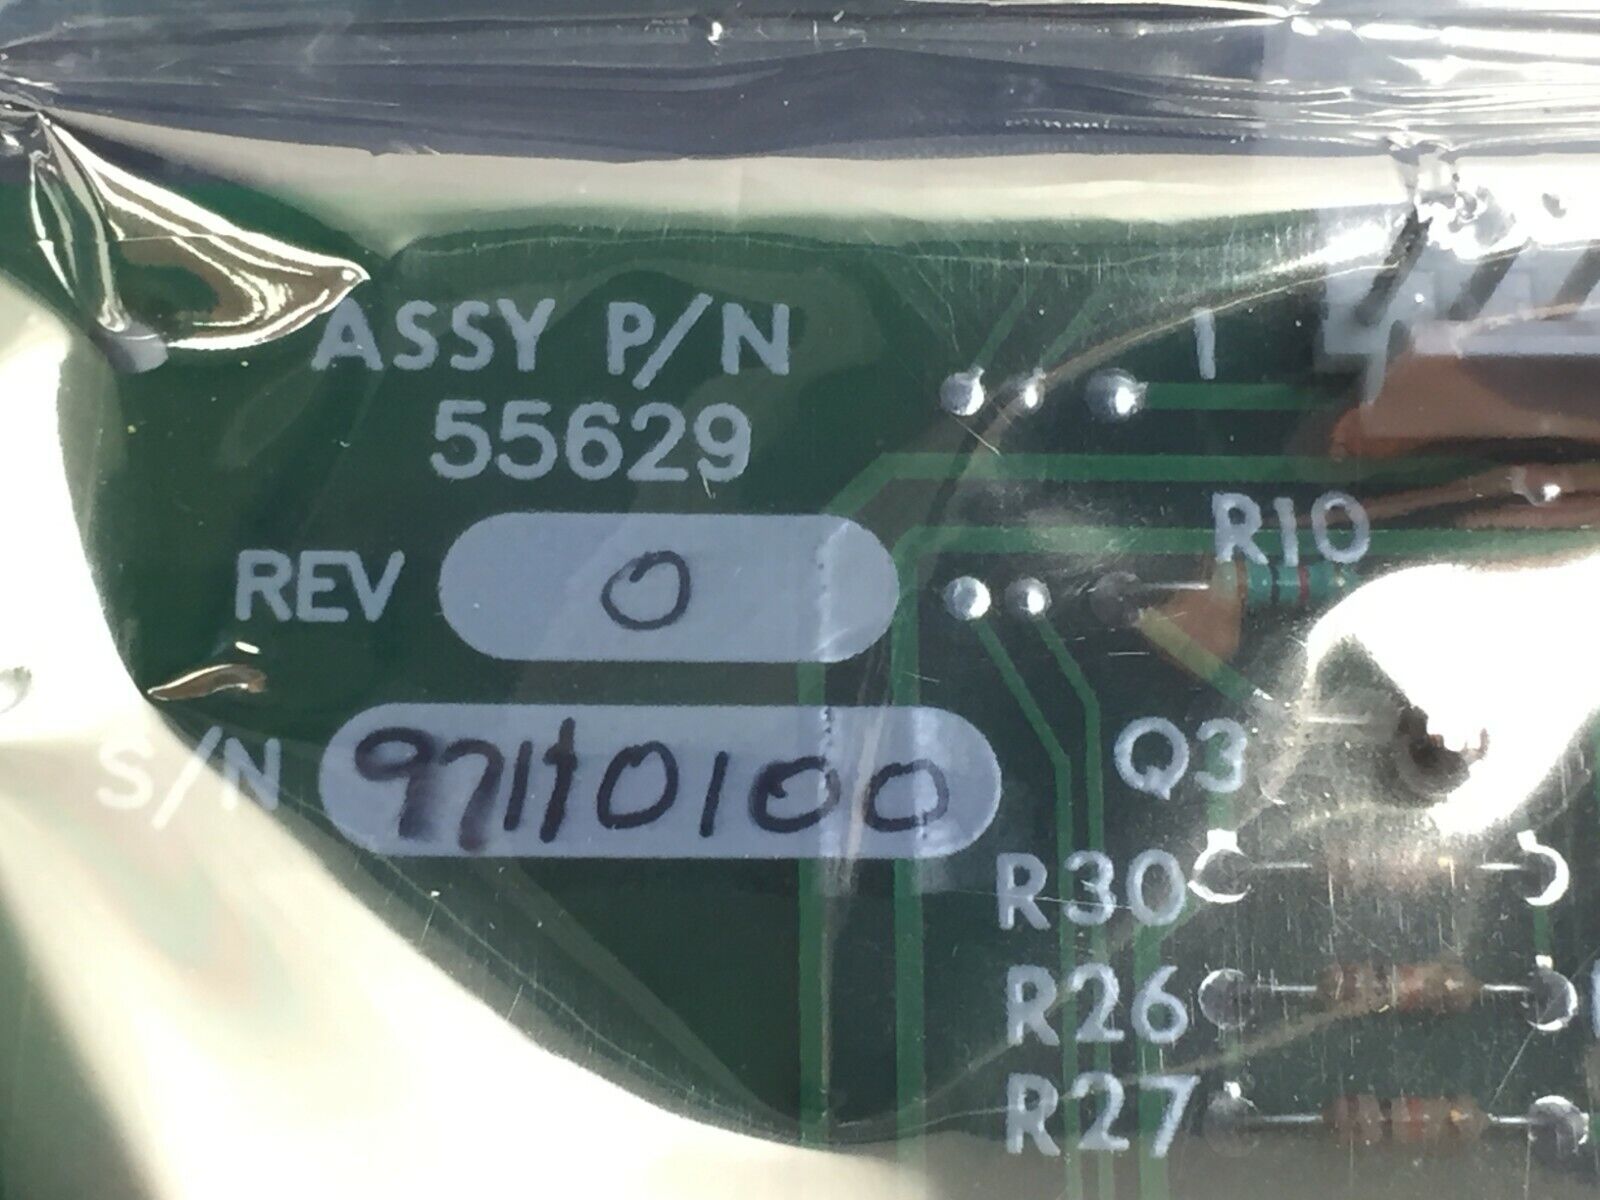 ASSY P/N
55629
REV 0
S/N 97110100
1
R10
Q3
R30
R26
R27